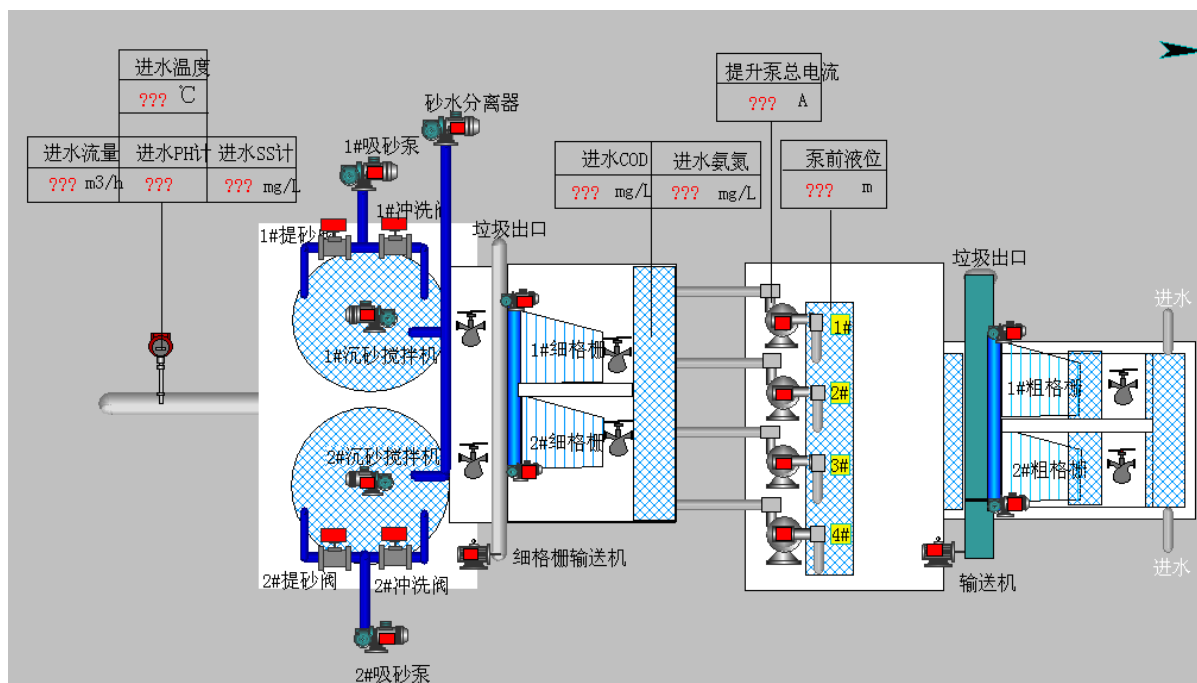 进水温度
??? ℃
进水流量
??? m3/h
进水PH计
???
进水SS计
??? mg/L
砂水分离器
1#吸砂泵
1#冲洗阀
1#提砂阀
垃圾出口
1#沉砂搅拌机
2#沉砂搅拌机
2#提砂阀
2#冲洗阀
2#吸砂泵
1#细格栅
2#细格栅
细格栅输送机
进水COD
??? mg/L
进水氨氮
??? mg/L
提升泵总电流
??? A
泵前液位
??? m
1#
2#
3#
4#
垃圾出口
进水
1#粗格栅
2#粗格栅
输送机
进水